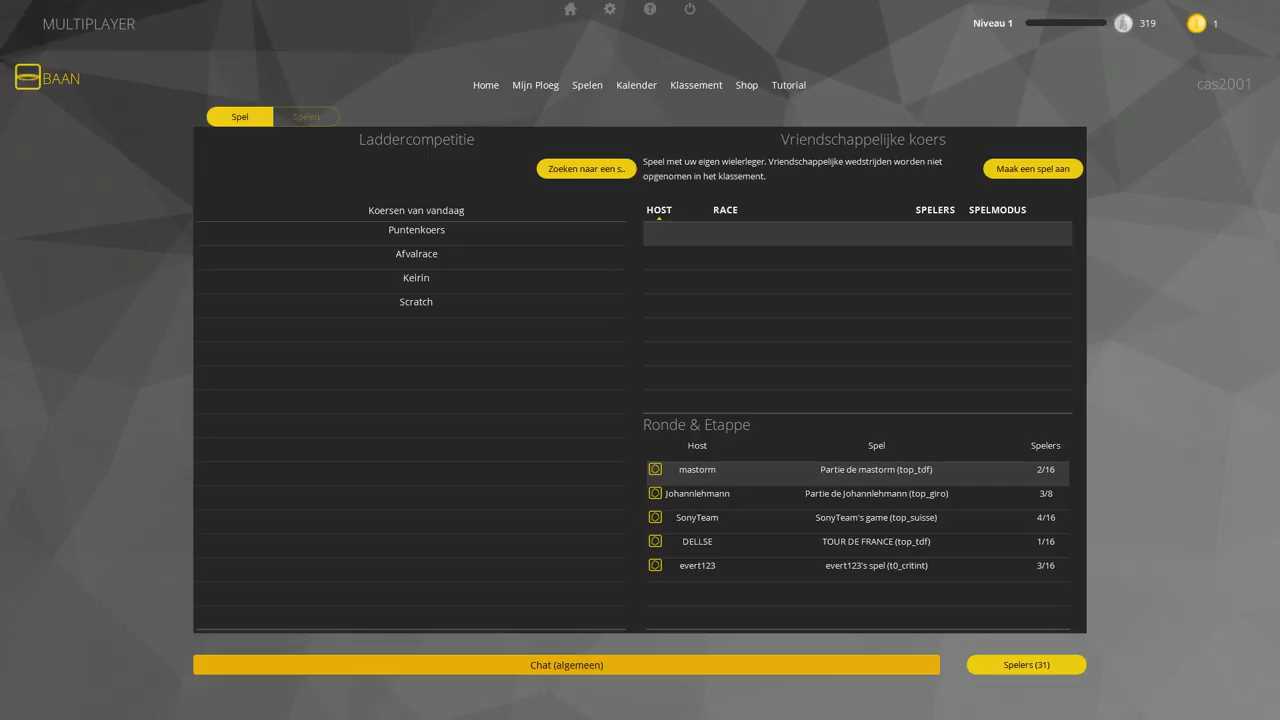 MULTIPLAYER
Niveau 1
319
1
BAAN
Home
Mijn Ploeg
Spelen
Kalender
Klassement
Shop
Tutorial
cas2001
Spel
Spelen
Laddercompetitie
Zoeken naar een s..
Koersen van vandaag
Puntenkoers
Afvalrace
Keirin
Scratch
Vriendschappelijke koers
Speel met uw eigen wielerleger. Vriendschappelijke wedstrijden worden niet
opgenomen in het klassement.
Maak een spel aan
HOST RACE SPELERS SPELMODUS
Ronde & Etappe
Host Spel Spelers
mastorm Partie de mastorm (top_tdf) 2/16
Johannlehmann Partie de Johannlehmann (top_giro) 3/8
SonyTeam SonyTeam's game (top_suisse) 4/16
DELLSE TOUR DE FRANCE (top_tdf) 1/16
evert123 evert123's spel (t0_critint) 3/16
Chat (algemeen)
Spelers (31)